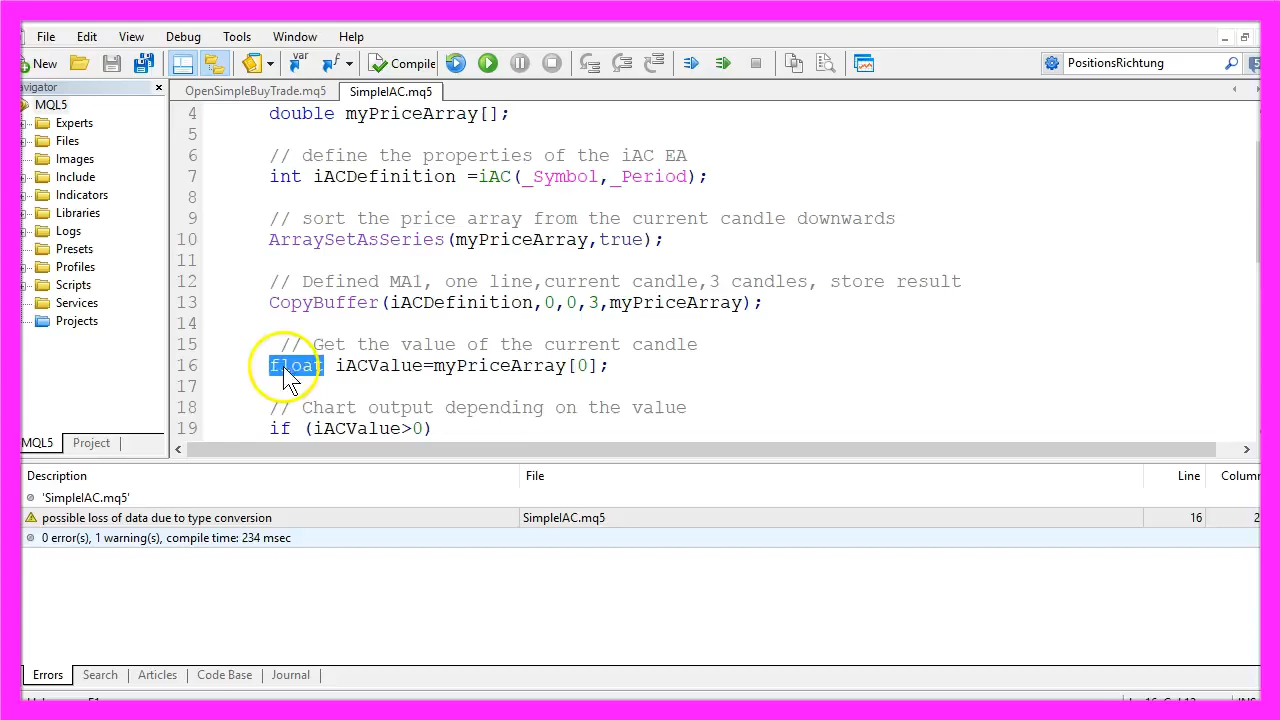 File Edit View Debug Tools Window Help
New Compile PositionsRichtung
avigator OpenSimpleBuyTrade.mq5 SimpleIAC.mq5
MQL5
Experts
Files
Images
Include
Indicators
Libraries
Logs
Presets
Profiles
Scripts
Services
Projects
MQL5 Project
4 double myPriceArray[];
5
6 // define the properties of the iAC EA
7 int iACDefinition =iAC(_Symbol,_Period);
8
9 // sort the price array from the current candle downwards
10 ArraySetAsSeries(myPriceArray,true);
11
12 // Defined MA1, one line,current candle,3 candles, store result
13 CopyBuffer(iACDefinition,0,0,3,myPriceArray);
14
15 // Get the value of the current candle
16 float iACValue=myPriceArray[0];
17
18 // Chart output depending on the value
19 if (iACValue>0)
Description File Line Column
'SimpleIAC.mq5'
possible loss of data due to type conversion SimpleIAC.mq5 16 2
0 error(s), 1 warning(s), compile time: 234 msec
Errors Search Articles Code Base Journal